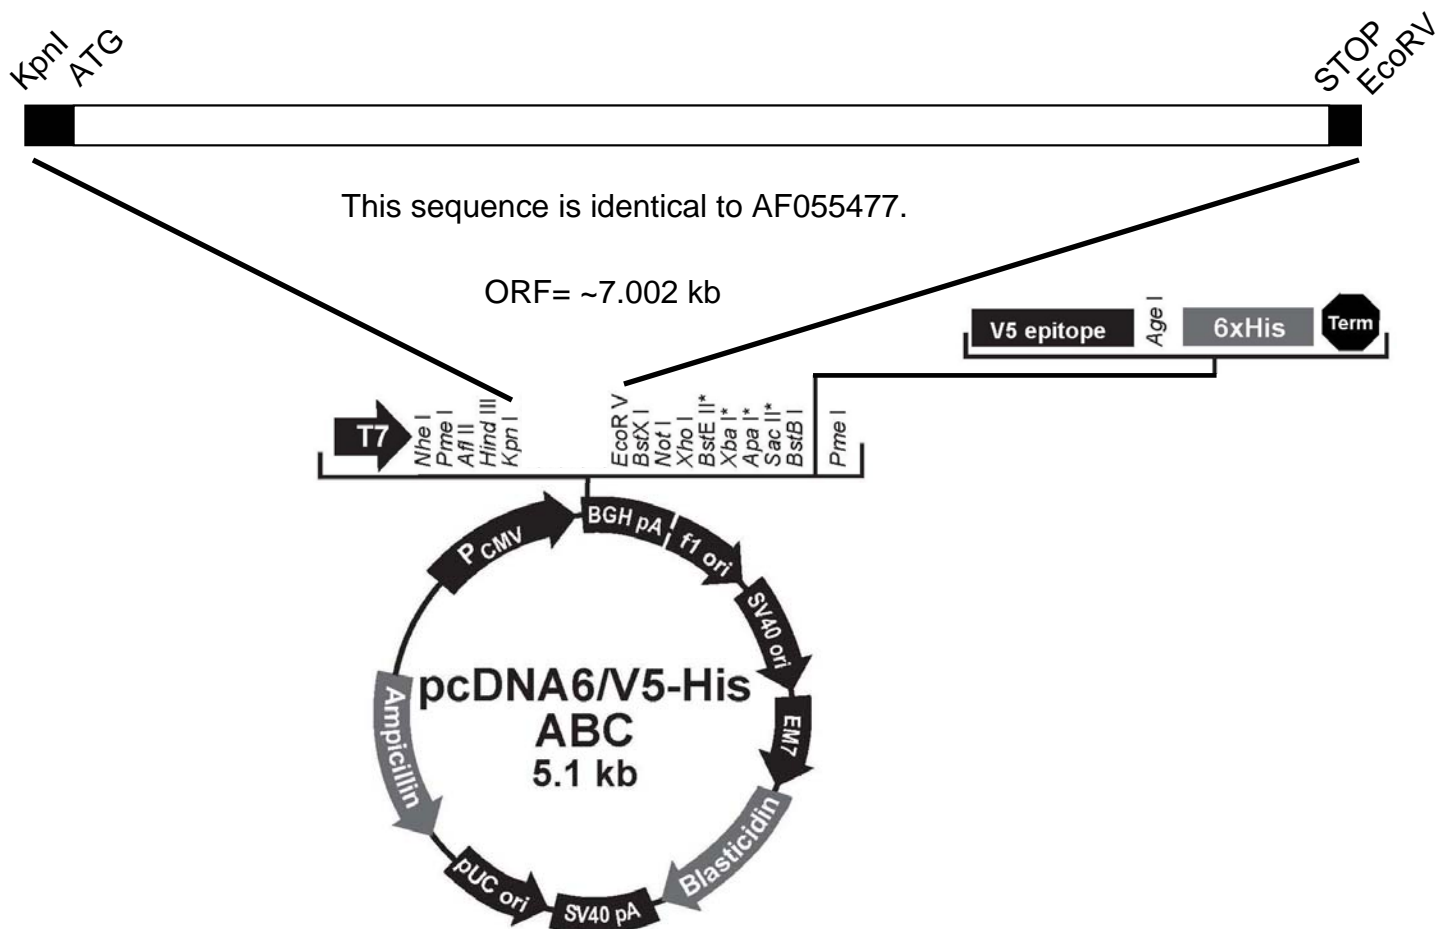 KpnI
ATG
STOP
EcoRV
This sequence is identical to AF055477.
ORF= ~7.002 kb
V5 epitope
Age I
6xHis
Term
T7
Nhe I
Pme I
Afl II
Hind III
Kpn I
EcoR V
BstX I
Not I
Xho I
BstE II*
Xba I*
Apa I*
Sac II*
BstB I
Pme I
P CMV
BGH pA
f1 ori
SV40 ori
EM7
Blasticidin
SV40 pA
pUC ori
Ampicillin
pcDNA6/V5-His
ABC
5.1 kb